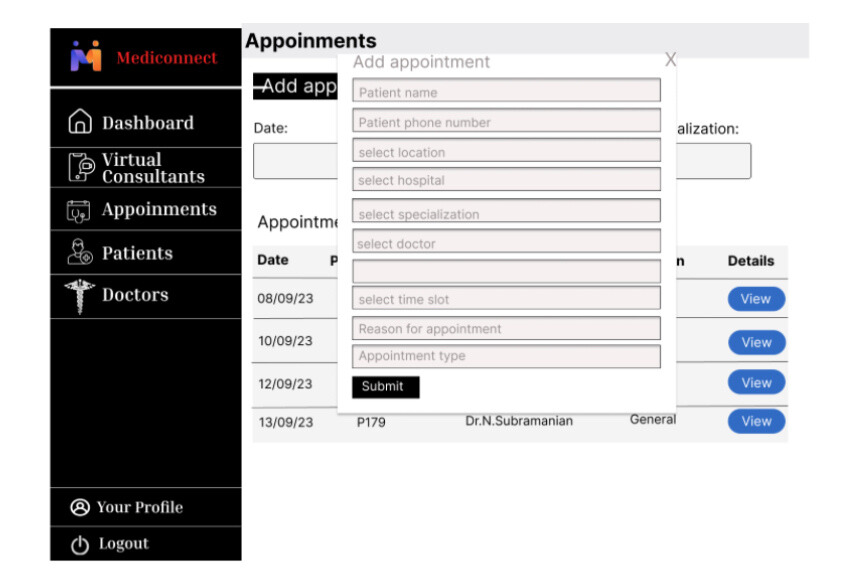 Mediconnect
Dashboard
Virtual
Consultants
Appoinments
Patients
Doctors
Your Profile
Logout
Appoinments
Add app
Date:
alization:
Appointme
Date P n Details
08/09/23 View
10/09/23 View
12/09/23 View
13/09/23 P179 Dr.N.Subramanian General View
Add appointment X
Patient name
Patient phone number
select location
select hospital
select specialization
select doctor
select time slot
Reason for appointment
Appointment type
Submit